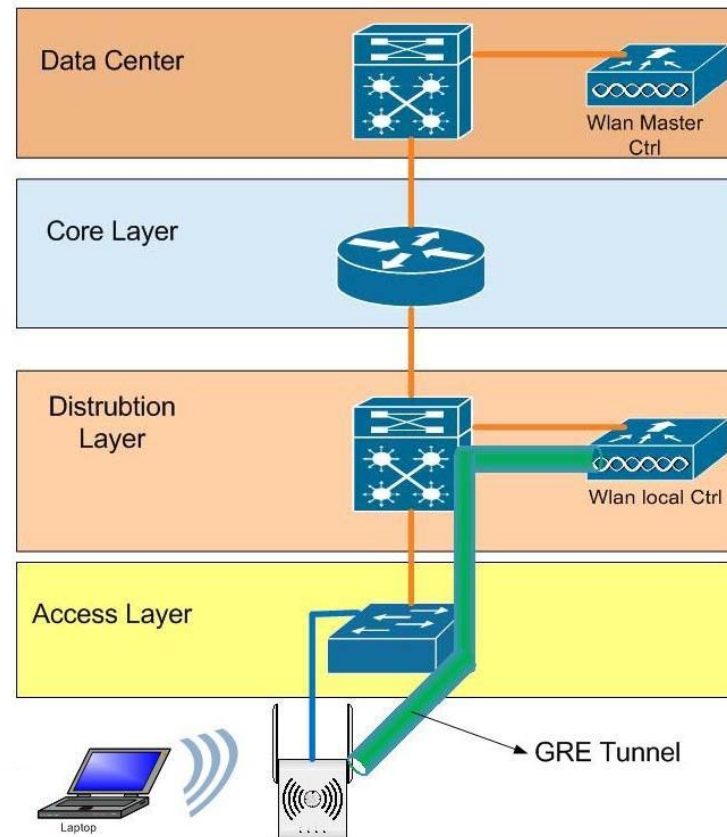 Data Center
Wlan Master
Ctrl
Core Layer
Distrubtion
Layer
Wlan local Ctrl
Access Layer
GRE Tunnel
Laptop